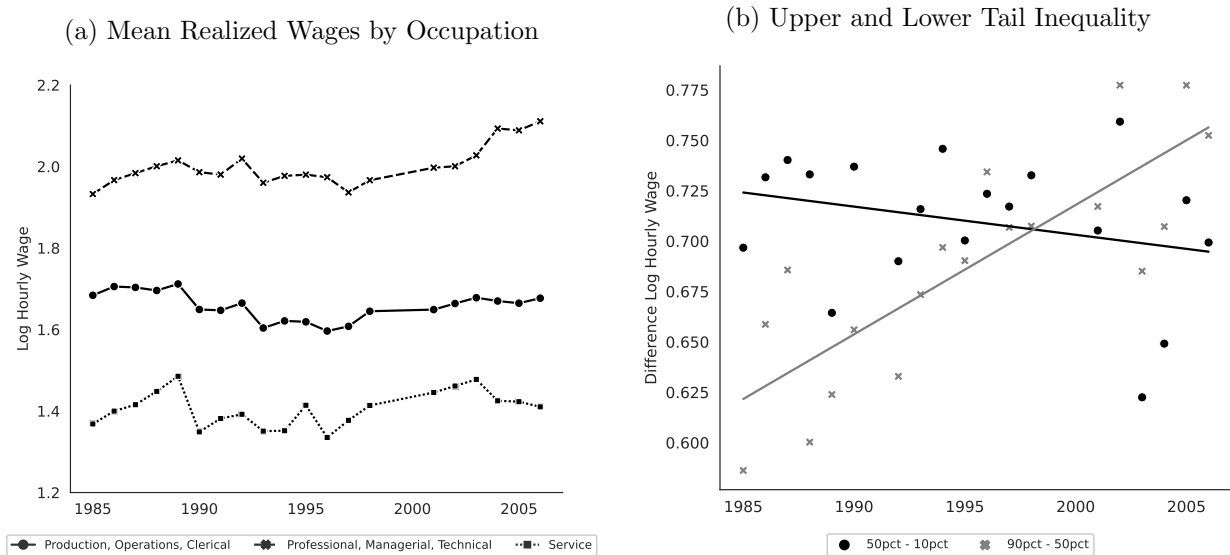 (a) Mean Realized Wages by Occupation
2.2
2.0
1.8
1.6
1.4
1.2
Log Hourly Wage
1985 1990 1995 2000 2005
Production, Operations, Clerical Professional, Managerial, Technical Service
(b) Upper and Lower Tail Inequality
0.775
0.750
0.725
0.700
0.675
0.650
0.625
0.600
Difference Log Hourly Wage
1985 1990 1995 2000 2005
50pct - 10pct 90pct - 50pct